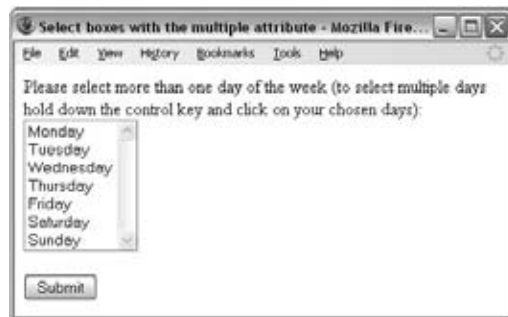 Select boxes with the multiple attribute - Mozilla Fire...
File Edit View History Bookmarks Tools Help
Please select more than one day of the week (to select multiple days
hold down the control key and click on your chosen days):
Monday
Tuesday
Wednesday
Thursday
Friday
Saturday
Sunday
Submit